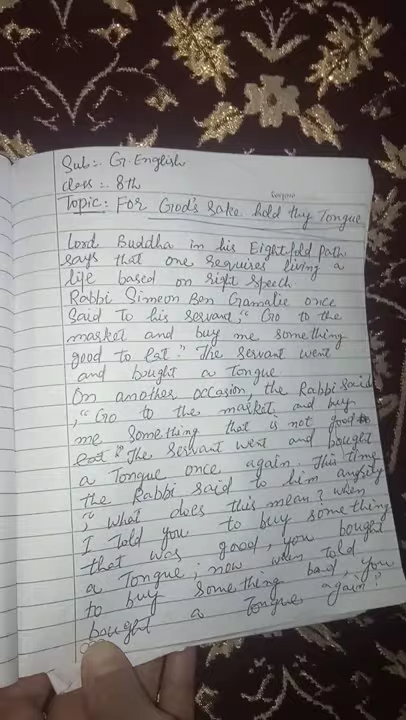 Sub:- G. English
class:- 8th
Topic: For God's sake hold thy Tongue
Lord Buddha in his Eightfold path
says that one requires living a
life based on right speech.
Rabbi Simeon Ben Gamalie once
Said To his servant, "Go to the
market and buy me something
good to Eat." The servant went
and bought a Tongue.
On another occasion, the Rabbi said
,"Go to the market and buy
me something that is not good to
eat" The servant went and bought
a Tongue once again. This time
the Rabbi, said to him angrily
", What does this mean? when
I told you to buy something
that was good, you bought
a Tongue; now when told
to buy something bad, you
bought a Tongue again?"